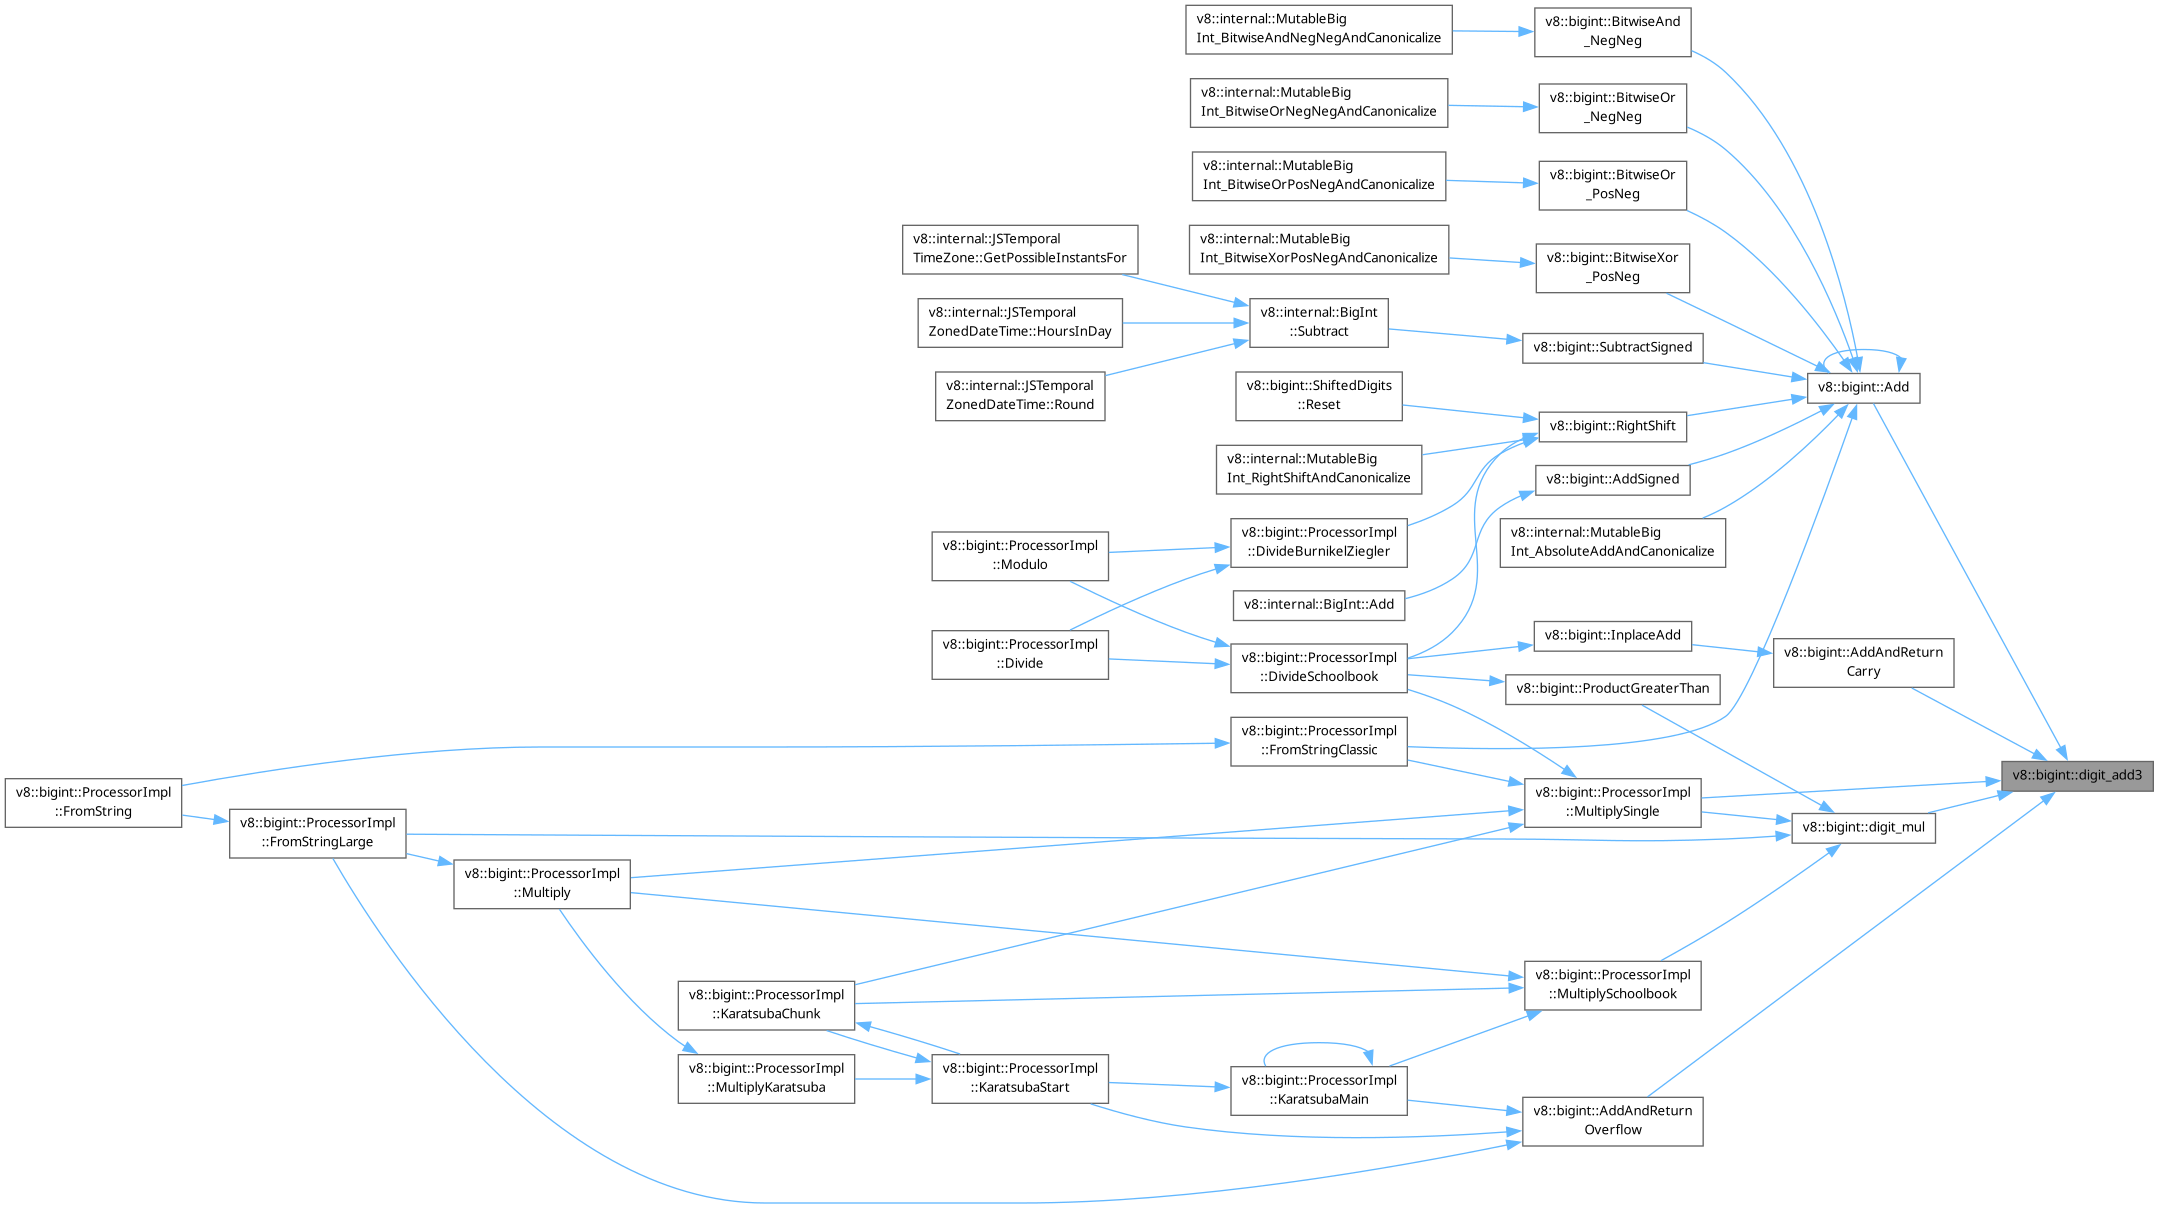 v8::internal::MutableBig
Int_BitwiseAndNegNegAndCanonicalize
v8::bigint::BitwiseAnd
_NegNeg
v8::internal::MutableBig
Int_BitwiseOrNegNegAndCanonicalize
v8::bigint::BitwiseOr
_NegNeg
v8::internal::MutableBig
Int_BitwiseOrPosNegAndCanonicalize
v8::bigint::BitwiseOr
_PosNeg
v8::internal::JSTemporal
TimeZone::GetPossibleInstantsFor
v8::internal::MutableBig
Int_BitwiseXorPosNegAndCanonicalize
v8::bigint::BitwiseXor
_PosNeg
v8::internal::JSTemporal
ZonedDateTime::HoursInDay
v8::internal::BigInt
::Subtract
v8::bigint::SubtractSigned
v8::internal::JSTemporal
ZonedDateTime::Round
v8::bigint::ShiftedDigits
::Reset
v8::bigint::Add
v8::bigint::RightShift
v8::internal::MutableBig
Int_RightShiftAndCanonicalize
v8::bigint::AddSigned
v8::bigint::ProcessorImpl
::Modulo
v8::bigint::ProcessorImpl
::DivideBurnikelZiegler
v8::internal::MutableBig
Int_AbsoluteAddAndCanonicalize
v8::internal::BigInt::Add
v8::bigint::ProcessorImpl
::Divide
v8::bigint::ProcessorImpl
::DivideSchoolbook
v8::bigint::InplaceAdd
v8::bigint::AddAndReturn
Carry
v8::bigint::ProductGreaterThan
v8::bigint::ProcessorImpl
::FromStringClassic
v8::bigint::digit_add3
v8::bigint::ProcessorImpl
::FromString
v8::bigint::ProcessorImpl
::FromStringLarge
v8::bigint::ProcessorImpl
::MultiplySingle
v8::bigint::digit_mul
v8::bigint::ProcessorImpl
::Multiply
v8::bigint::ProcessorImpl
::KaratsubaChunk
v8::bigint::ProcessorImpl
::MultiplySchoolbook
v8::bigint::ProcessorImpl
::MultiplyKaratsuba
v8::bigint::ProcessorImpl
::KaratsubaStart
v8::bigint::ProcessorImpl
::KaratsubaMain
v8::bigint::AddAndReturn
Overflow